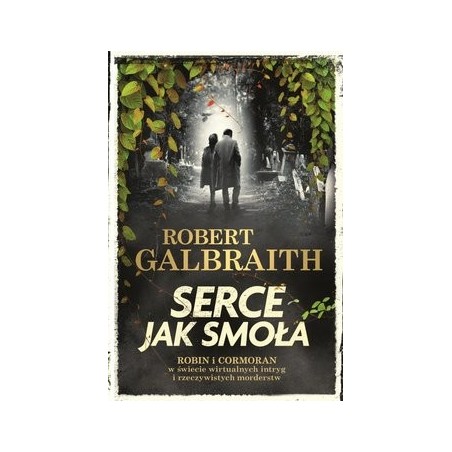 ROBERT
GALBRAITH
SERCE
JAK SMOŁA
ROBIN i CORMORAN
w świecie wirtualnych intryg
i rzeczywistych morderstw